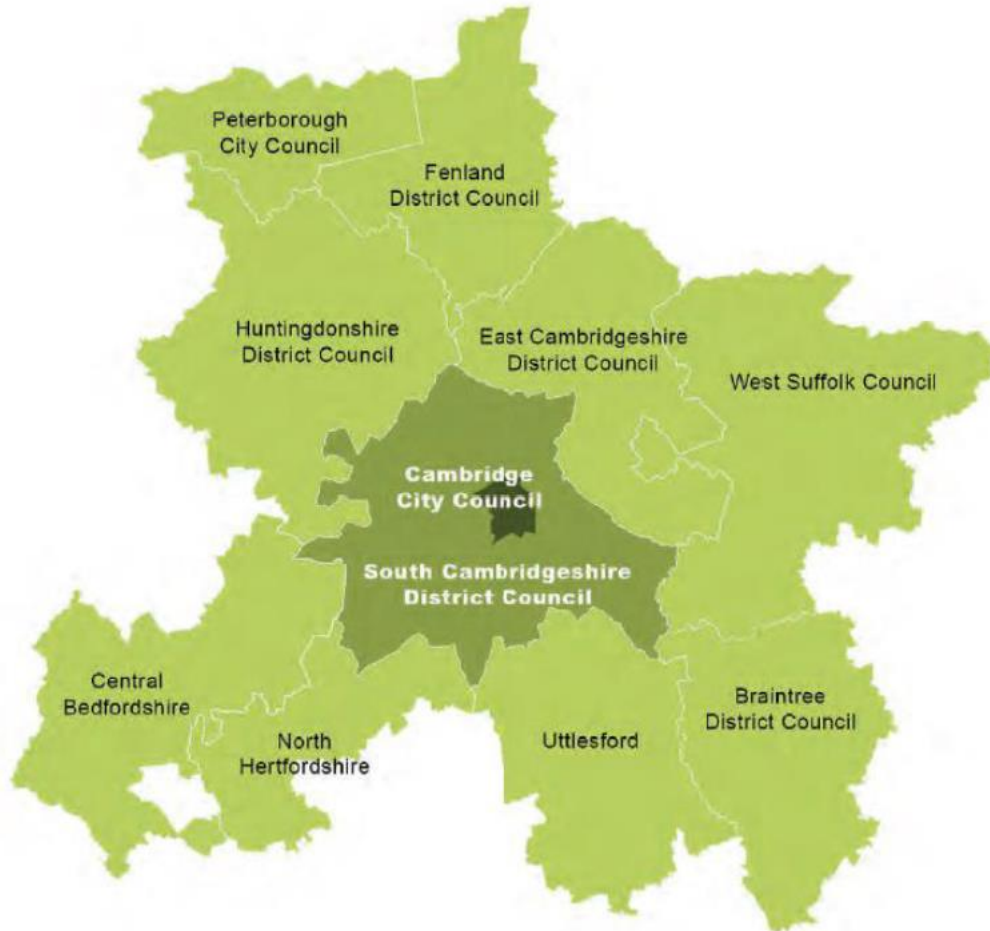 Peterborough
City Council
Fenland
District Council
Huntingdonshire
District Council
East Cambridgeshire
District Council
West Suffolk Council
Cambridge
City Council
South Cambridgeshire
District Council
Central
Bedfordshire
North
Hertfordshire
Uttlesford
Braintree
District Council